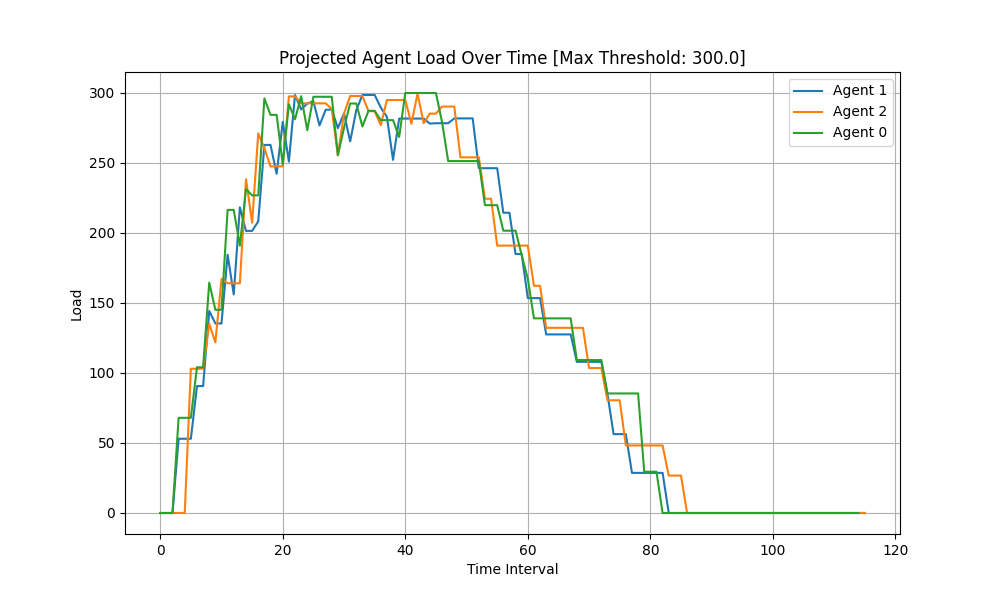 Projected Agent Load Over Time [Max Threshold: 300.0]
Agent 1
Agent 2
Agent 0
300
250
200
150
100
50
0
Load
0 20 40 60 80 100 120
Time Interval